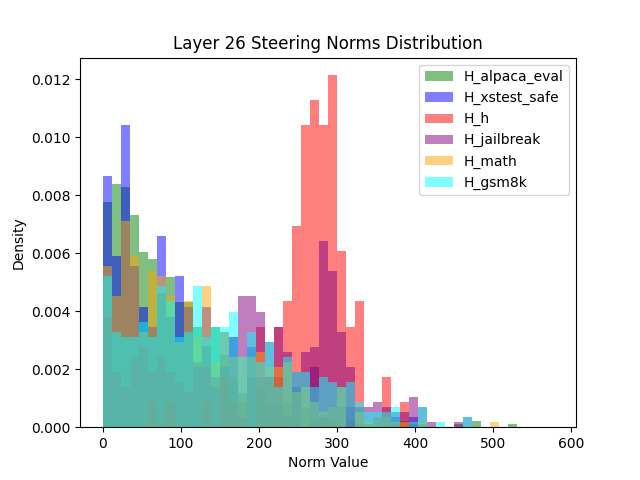 Layer 26 Steering Norms Distribution
H_alpaca_eval
H_xstest_safe
H_h
H_jailbreak
H_math
H_gsm8k
Density
0.012
0.010
0.008
0.006
0.004
0.002
0.000
0 100 200 300 400 500 600
Norm Value